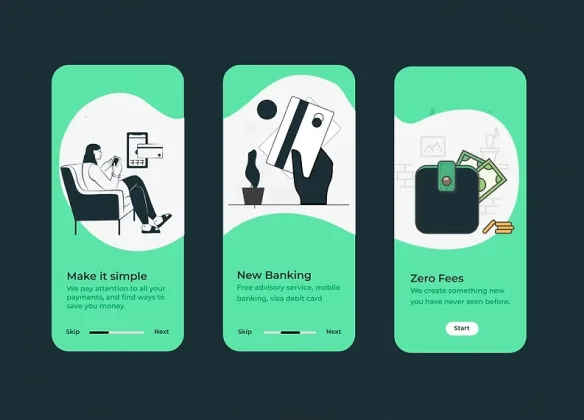 Make it simple
We pay attention to all your
payments, and find ways to
save you money.
Skip
Next
New Banking
Free advisory service, mobile
banking, visa debit card
Skip
Next
Zero Fees
We create something new
you have never seen before.
Start